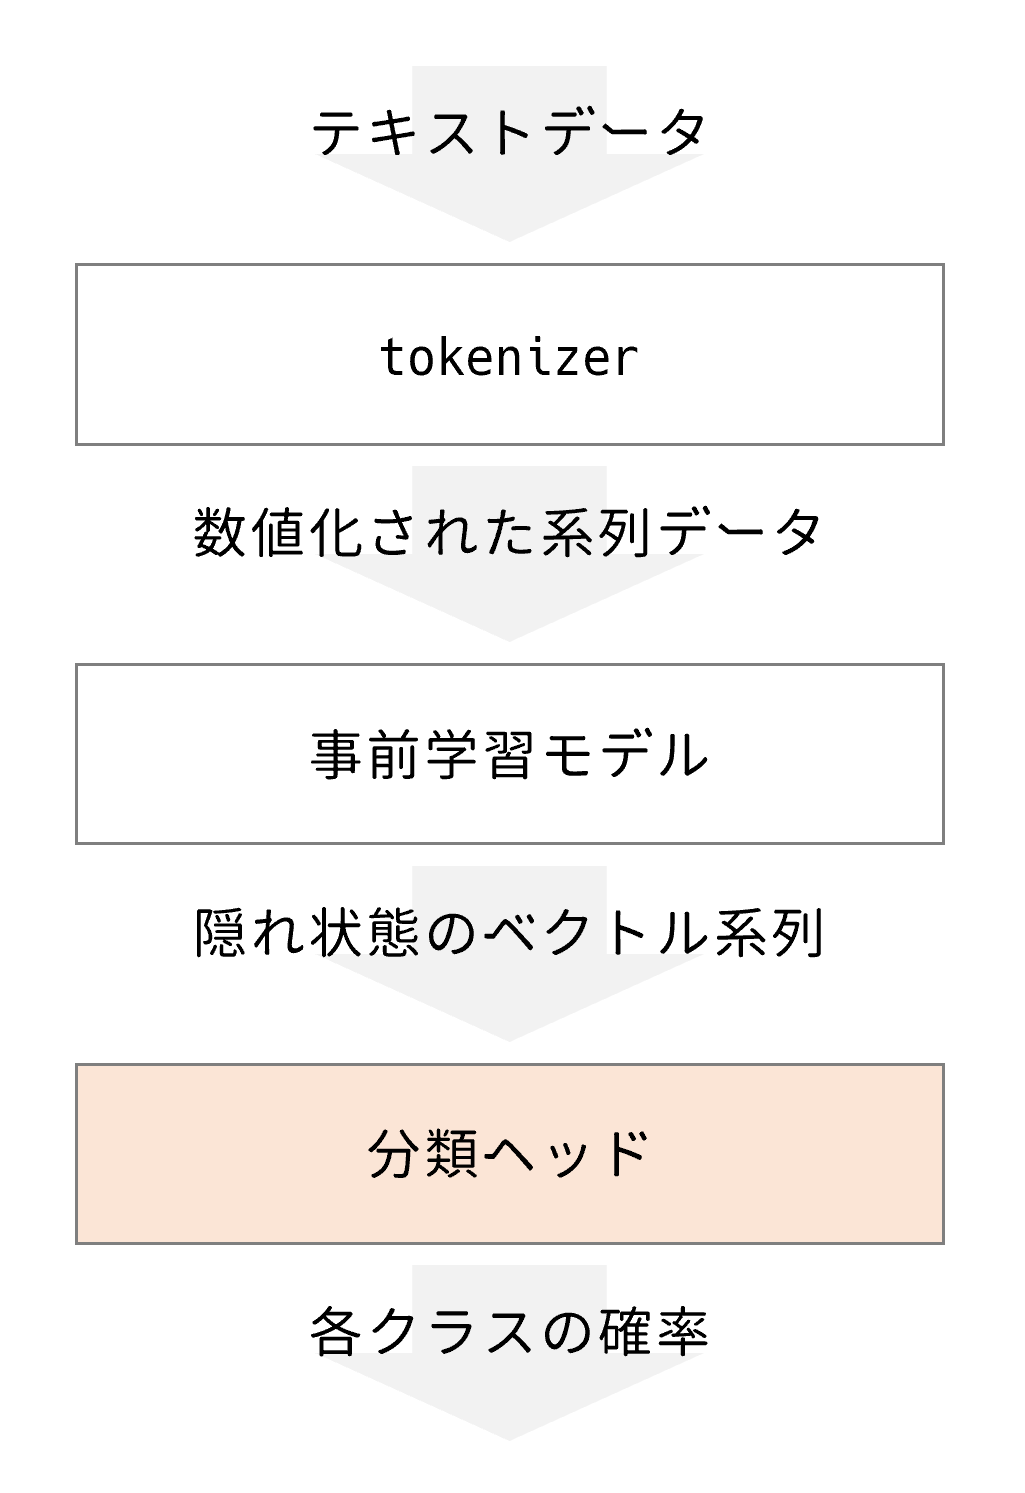 テキストデータ
tokenizer
数値化された系列データ
事前学習モデル
隠れ状態のベクトル系列
分類ヘッド
各クラスの確率